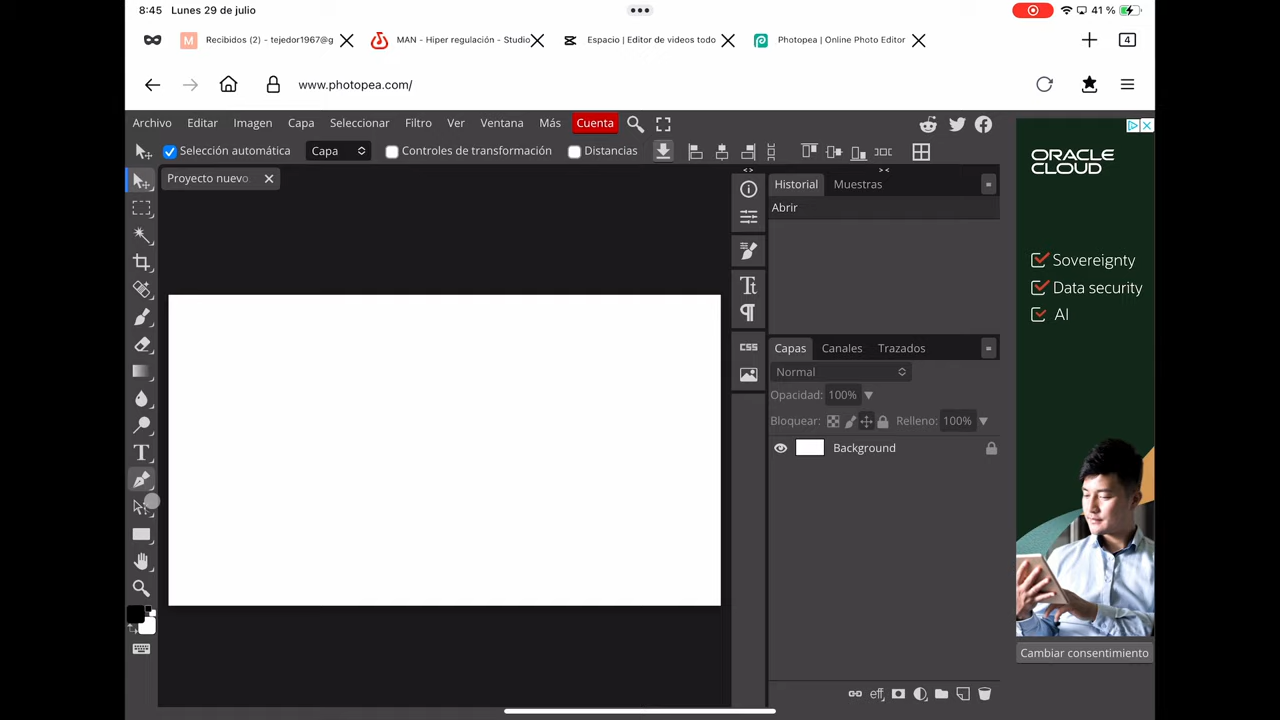 8:45 Lunes 29 de julio 41 %
Recibidos (2) - tejedor1967@g
MAN - Hiper regulación - Studio
Espacio | Editor de videos todo
Photopea | Online Photo Editor
4
www.photopea.com/
Archivo Editar Imagen Capa Seleccionar Filtro Ver Ventana Más Cuenta
Selección automática Capa Controles de transformación Distancias
Proyecto nuevo
Historial Muestras
Abrir
Capas Canales Trazados
Normal
Opacidad: 100%
Bloquear: Relleno: 100%
Background
CSS
eff
ORACLE
CLOUD
Sovereignty
Data security
AI
Cambiar consentimiento